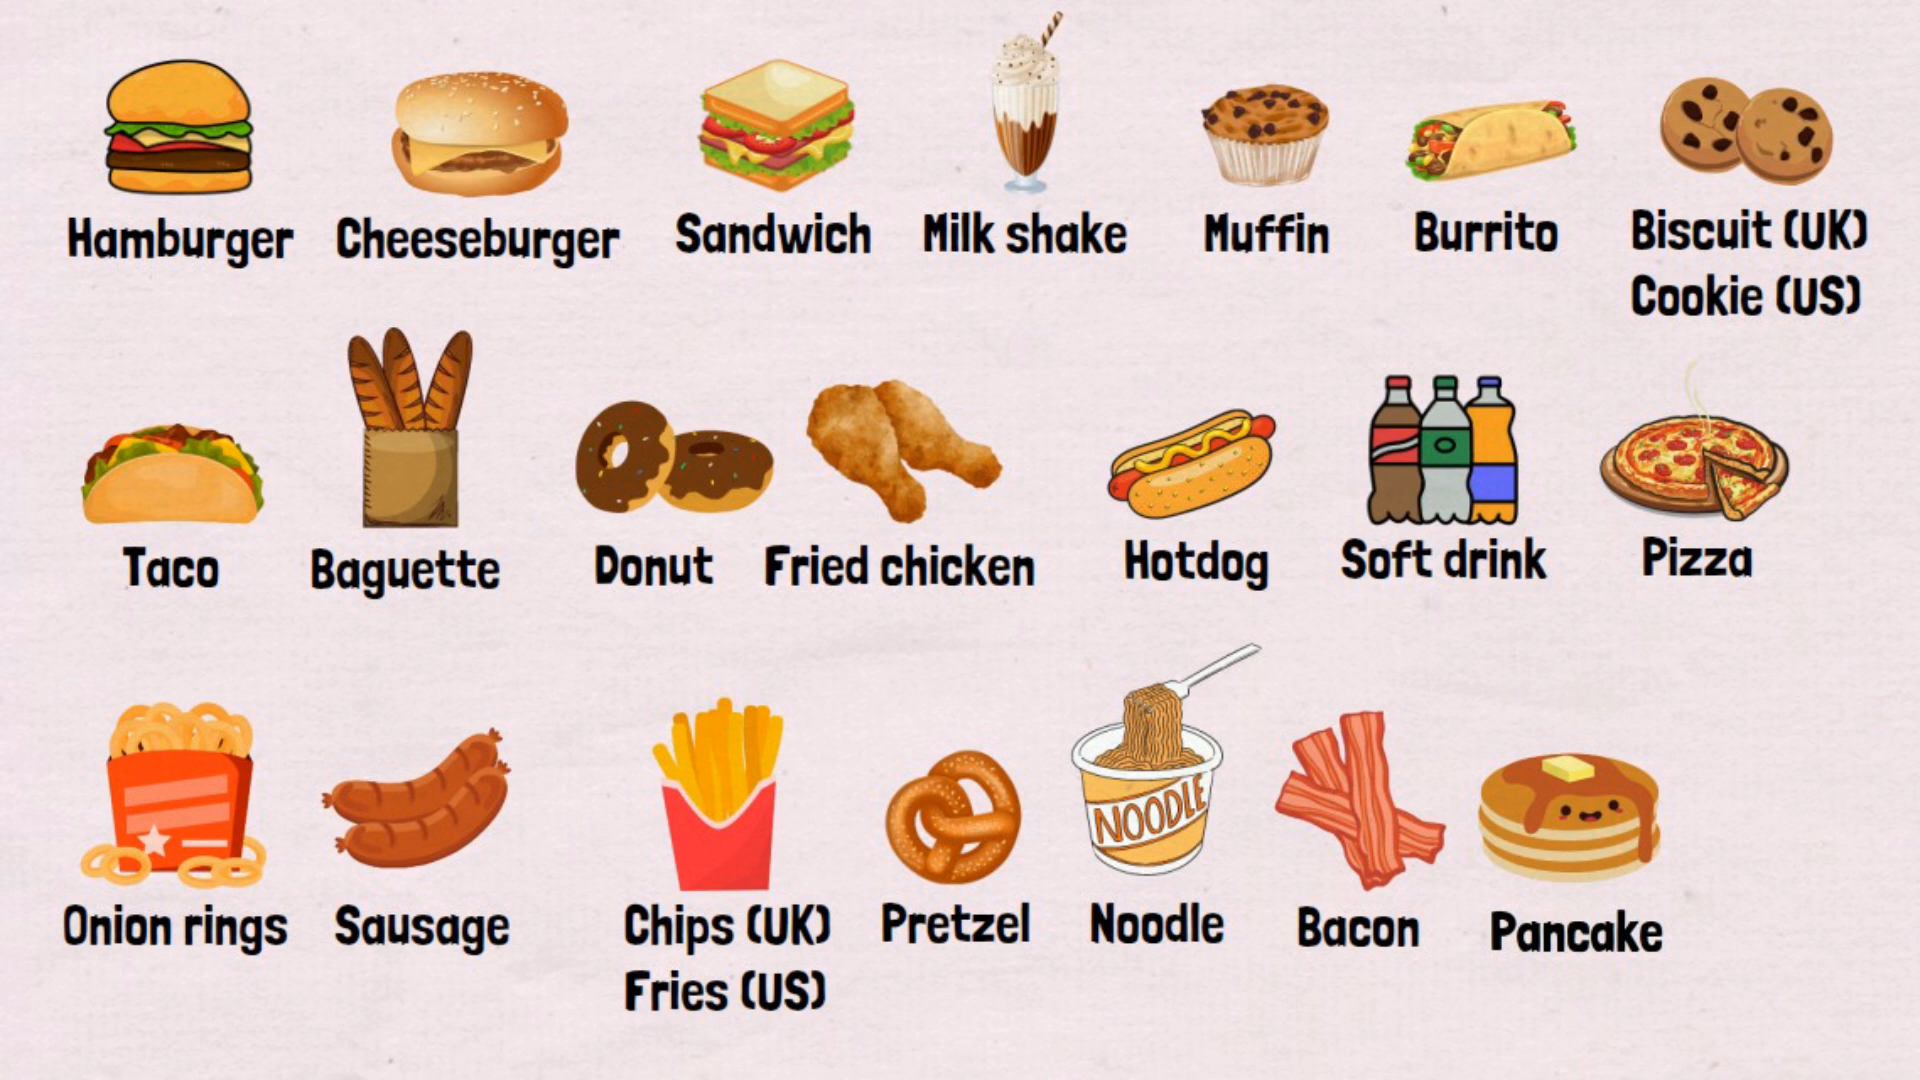 Hamburger
Cheeseburger
Sandwich
Milk shake
Muffin
Burrito
Biscuit (UK)
Cookie (US)
Taco
Baguette
Donut
Fried chicken
Hotdog
Soft drink
Pizza
NOODLE
Onion rings
Sausage
Chips (UK)
Fries (US)
Pretzel
Noodle
Bacon
Pancake